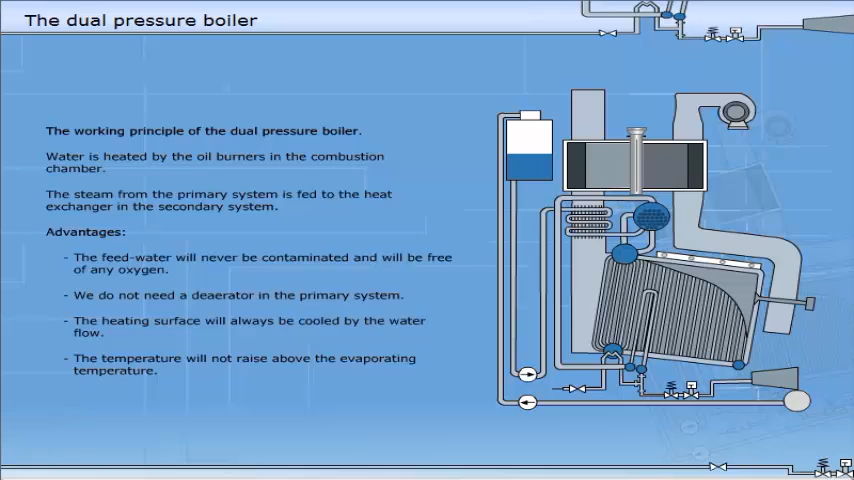 The dual pressure boiler
The working principle of the dual pressure boiler.
Water is heated by the oil burners in the combustion
chamber.
The steam from the primary system is fed to the heat
exchanger in the secondary system.
Advantages:
- The feed-water will never be contaminated and will be free
of any oxygen.
- We do not need a deaerator in the primary system.
- The heating surface will always be cooled by the water
flow.
- The temperature will not raise above the evaporating
temperature.